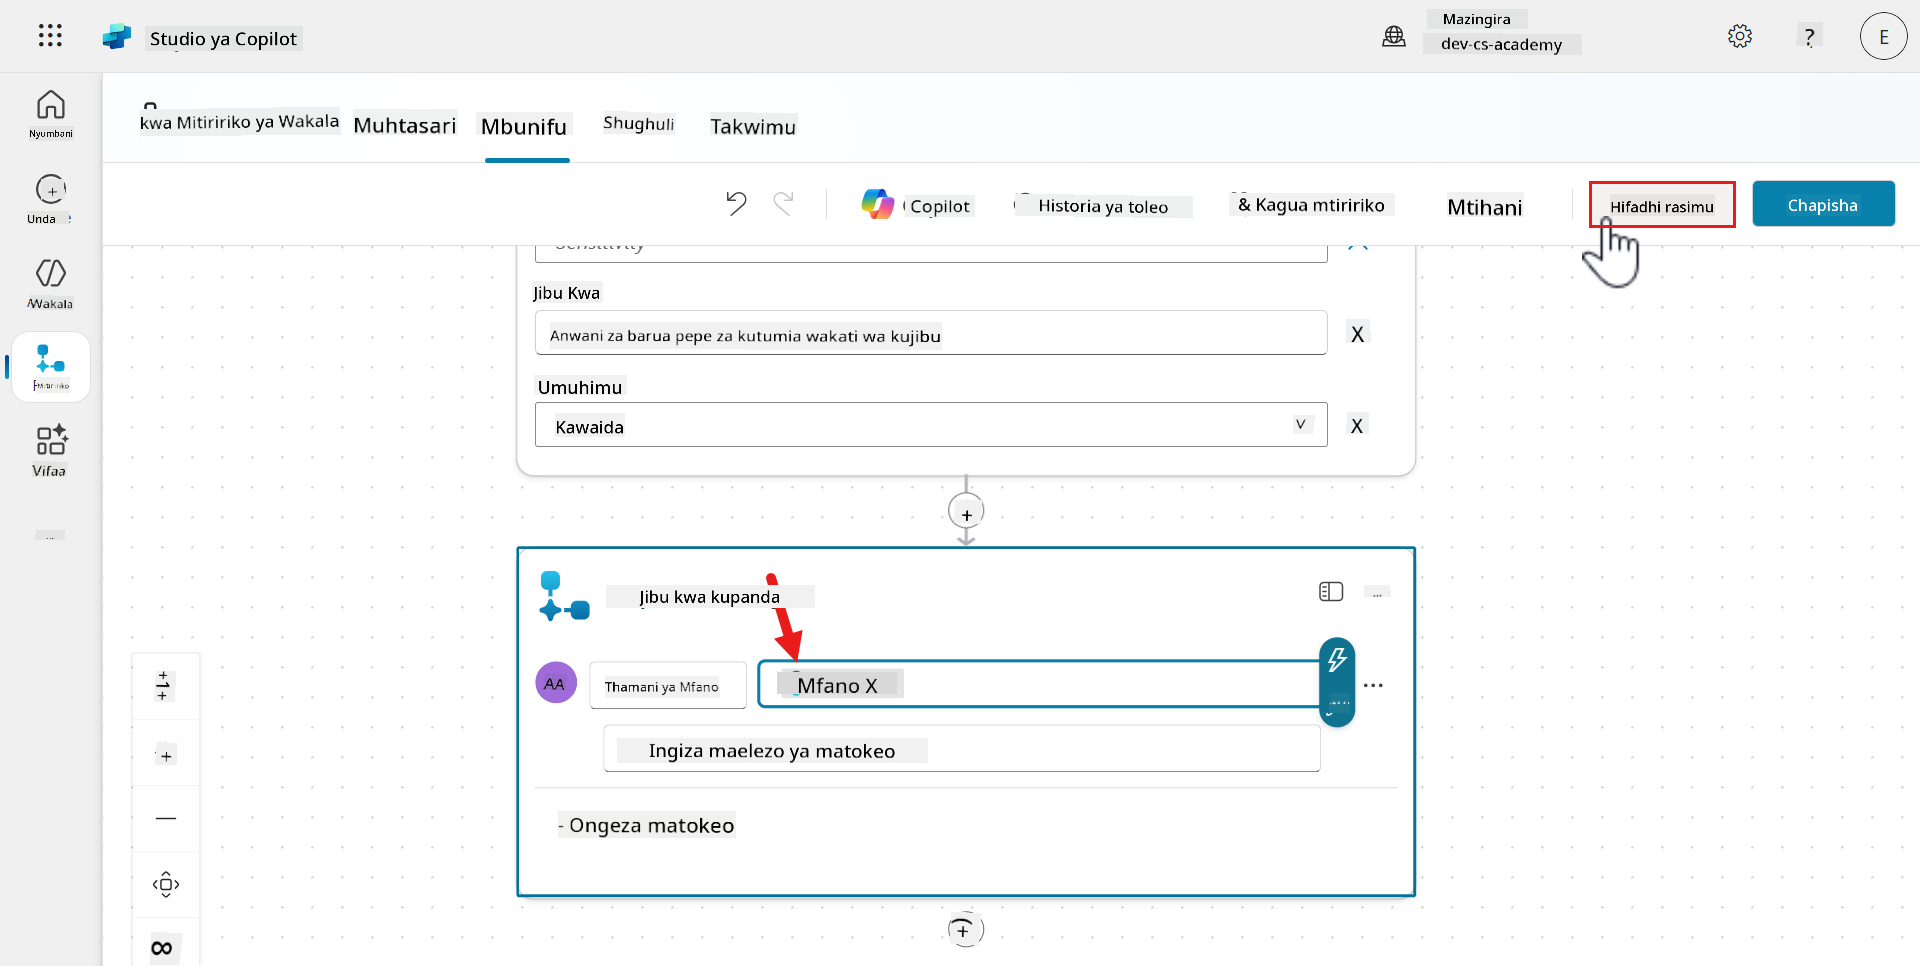 Studio ya Copilot
Mazingira
dev-cs-academy
?
E
Nyumbani
Unda
Wakala
Vifaa
kwa Mitiririko ya Wakala
Muhtasari
Mbunifu
Shughuli
Takwimu
Copilot
Historia ya toleo
& Kagua mtiririko
Mtihani
Hifadhi rasimu
Chapisha
Sensitivity
Jibu Kwa
Anwani za barua pepe za kutumia wakati wa kujibu
X
Umuhimu
Kawaida
V
X
Jibu kwa kupanda
...
AA
Thamani ya Mfano
Mfano X
Ingiza maelezo ya matokeo
- Ongeza matokeo